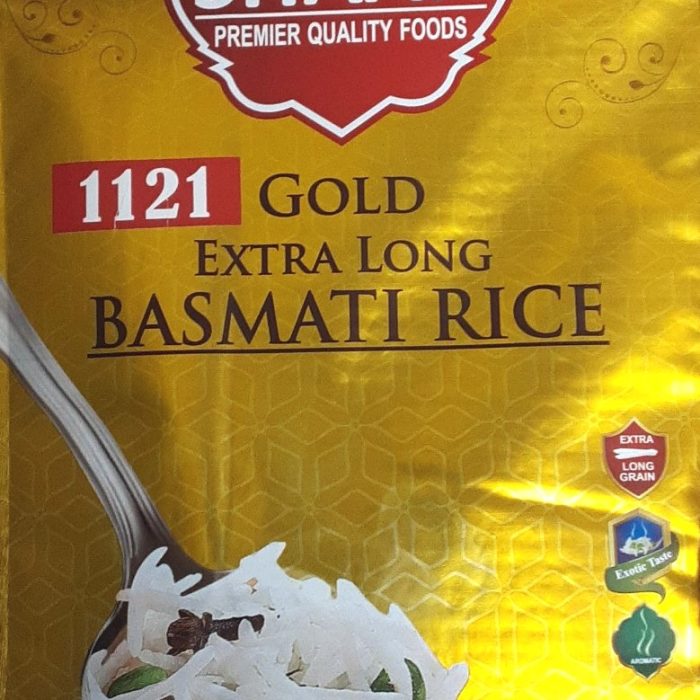 PREMIER QUALITY FOODS
1121 GOLD
EXTRA LONG
BASMATI RICE
EXTRA
LONG
GRAIN
Exotic Taste
AROMATIC